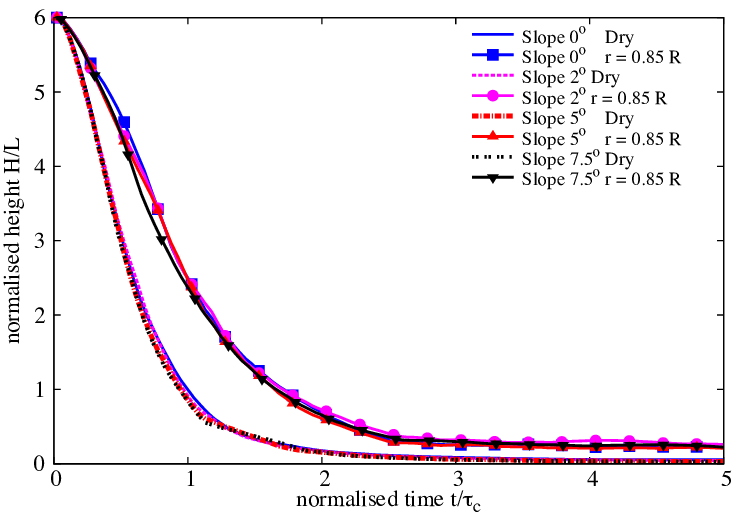 normalised height H/L
6
5
4
3
2
1
0
Slope 0° Dry
Slope 0° r = 0.85 R
Slope 2° Dry
Slope 2° r = 0.85 R
Slope 5° Dry
Slope 5° r = 0.85 R
Slope 7.5° Dry
Slope 7.5° r = 0.85 R
0 1 2 3 4 5
normalised time t/τc